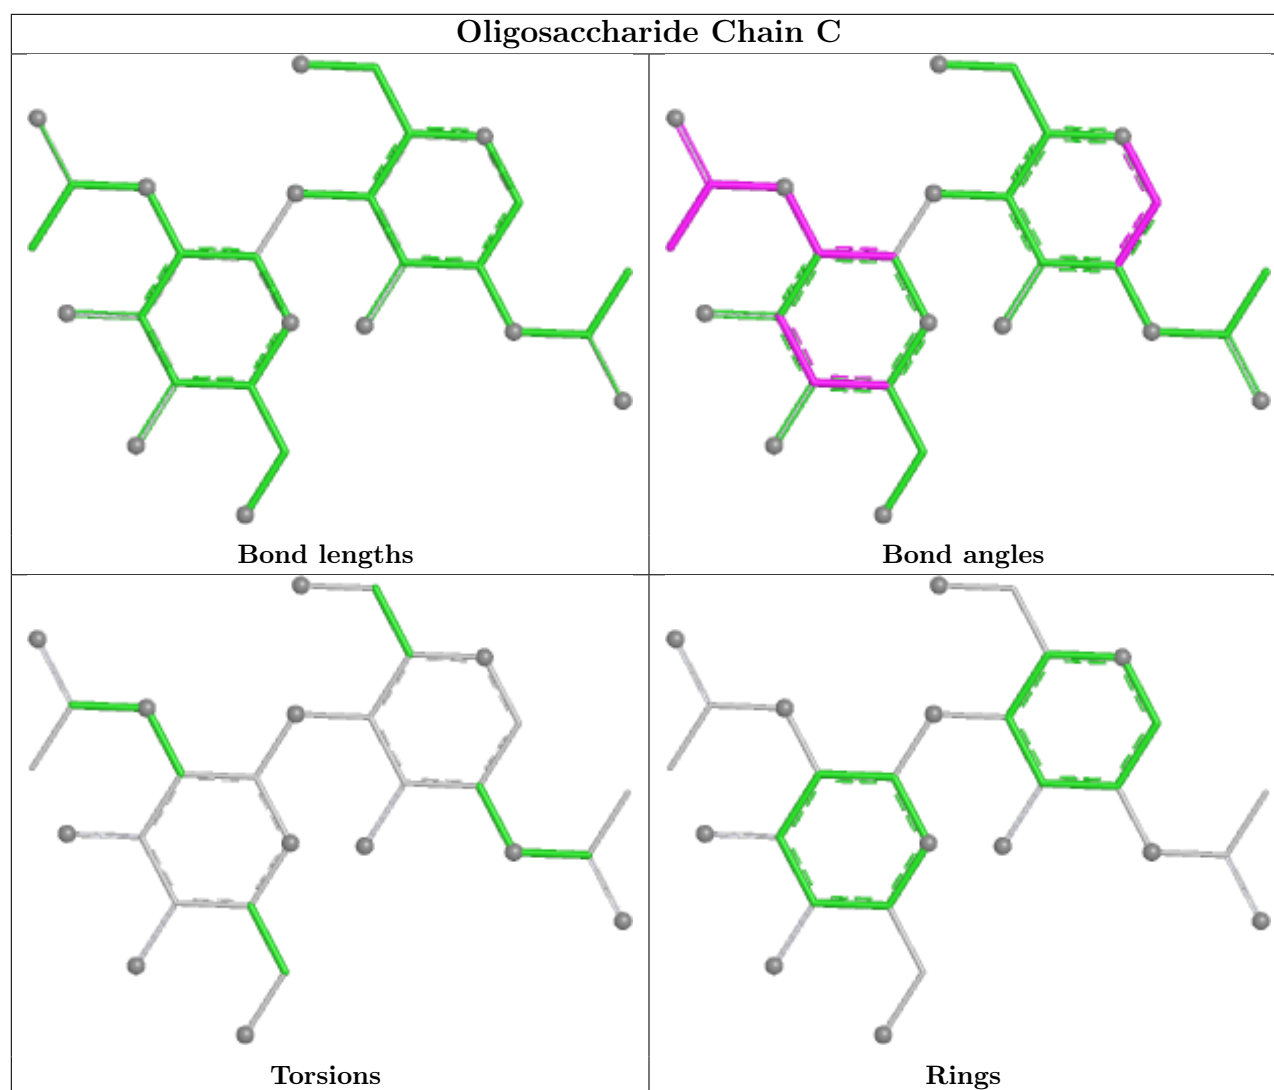 Oligosaccharide Chain C
Bond lengths
Bond angles
Torsions
Rings